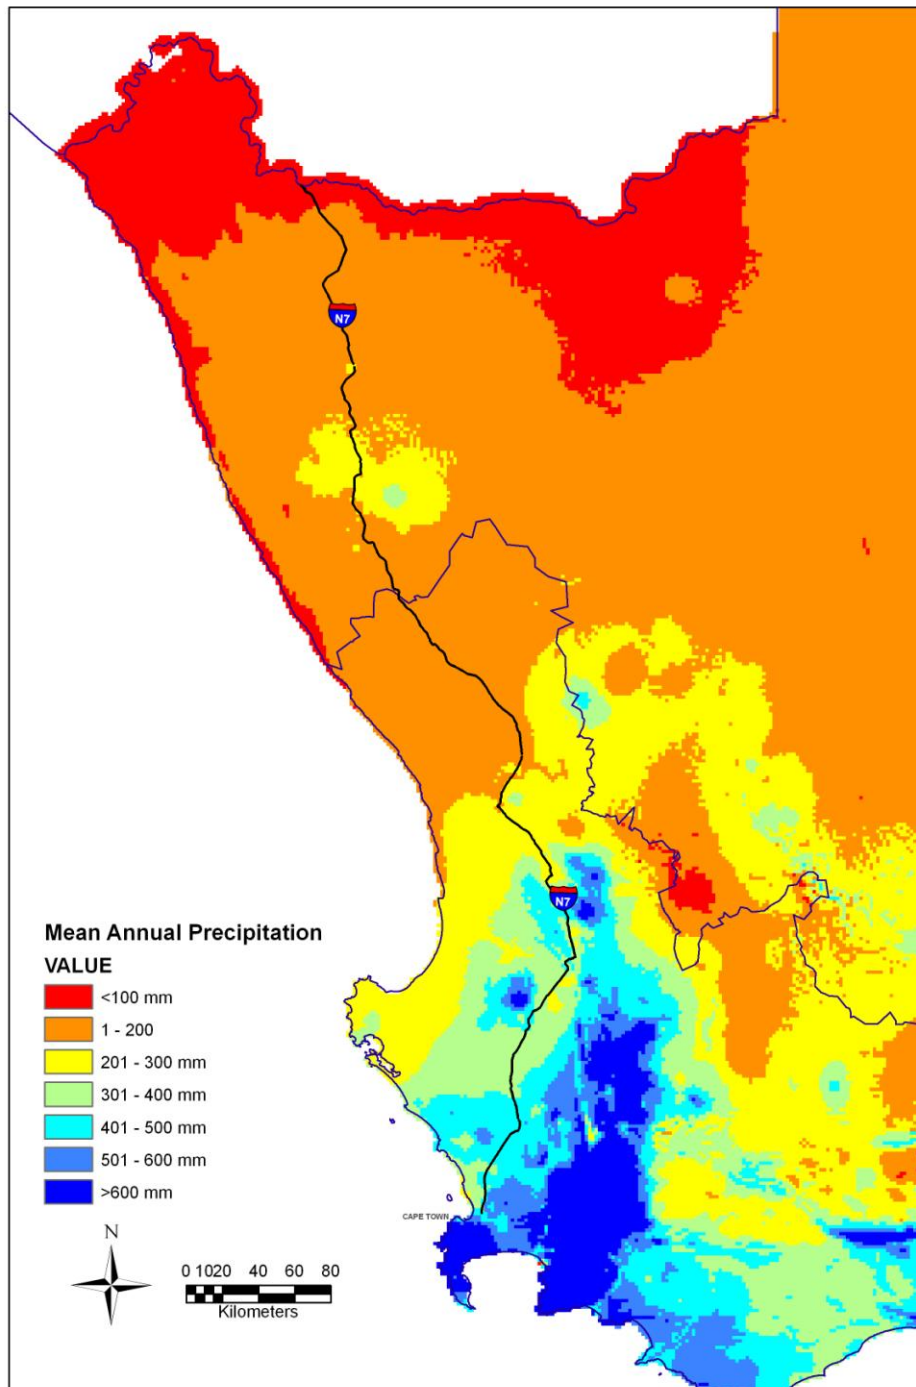 N7
N7
Mean Annual Precipitation
VALUE
<100 mm
1 - 200
201 - 300 mm
301 - 400 mm
401 - 500 mm
501 - 600 mm
>600 mm
CAPE TOWN
N
0 1020 40 60 80
Kilometers